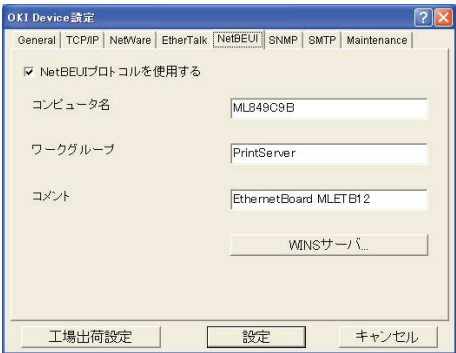 OKI Device設定
General TCP/IP NetWare EtherTalk NetBEUI SNMP SMTP Maintenance
NetBEUIプロトコルを使用する
コンピュータ名 ML849C9B
ワークグループ PrintServer
コメント EthernetBoard MLETB12
WINSサーバ...
工場出荷設定 設定 キャンセル